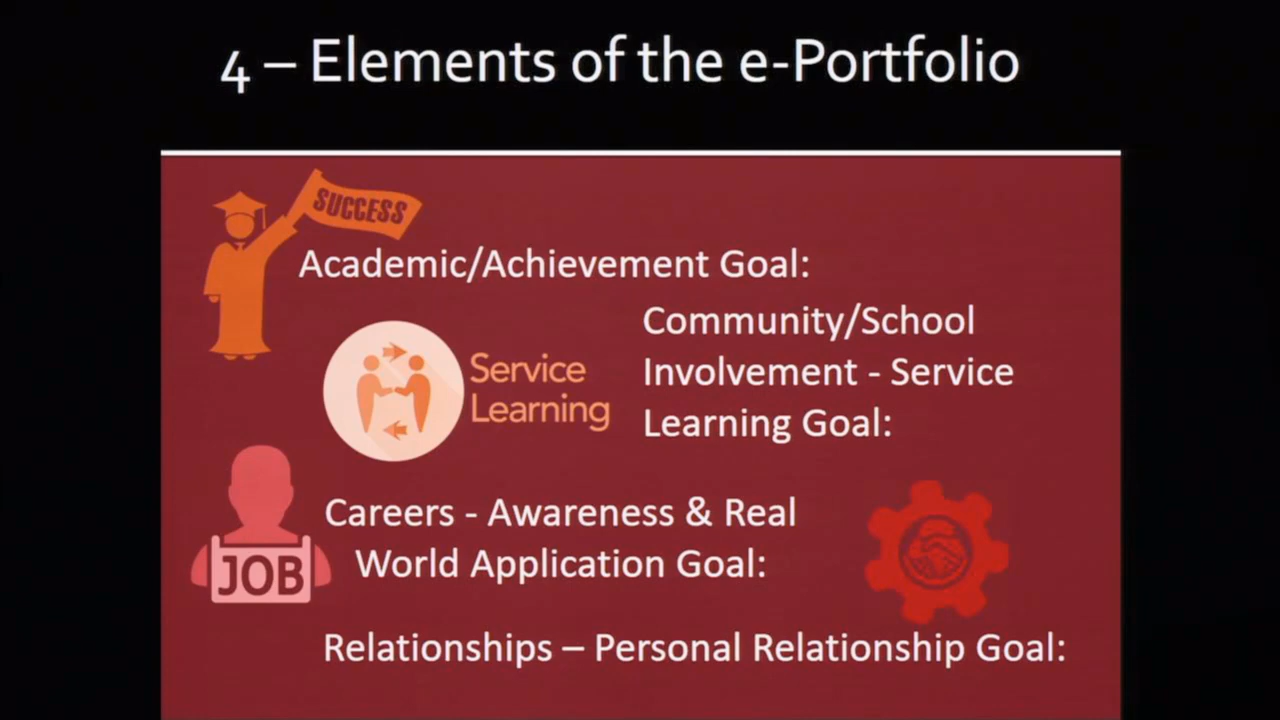 4 – Elements of the e-Portfolio
SUCCESS
Academic/Achievement Goal:
Service
Learning
Community/School
Involvement - Service
Learning Goal:
JOB
Careers - Awareness & Real
World Application Goal:
Relationships – Personal Relationship Goal: